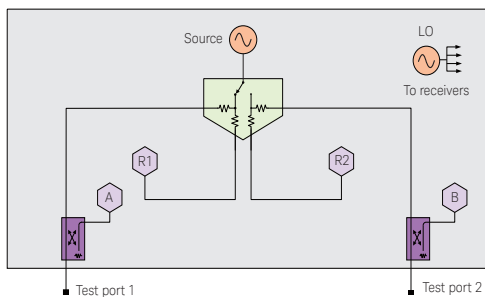 Source
LO
To receivers
R1
R2
A
B
Test port 1
Test port 2